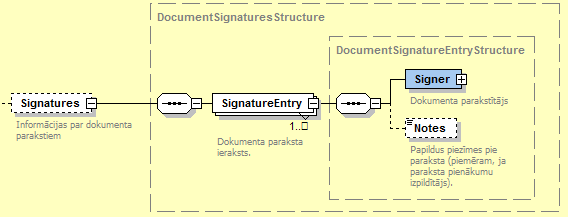 DocumentSignaturesStructure
DocumentSignatureEntryStructure
Signatures
Informācijas par dokumenta
parakstiem
SignatureEntry
1..
Dokumenta paraksta
ieraksts.
Signer
Dokumenta parakstītājs
Notes
Papildus piezīmes pie
paraksta (piemēram, ja
paraksta pienākumu
izpildītājs).